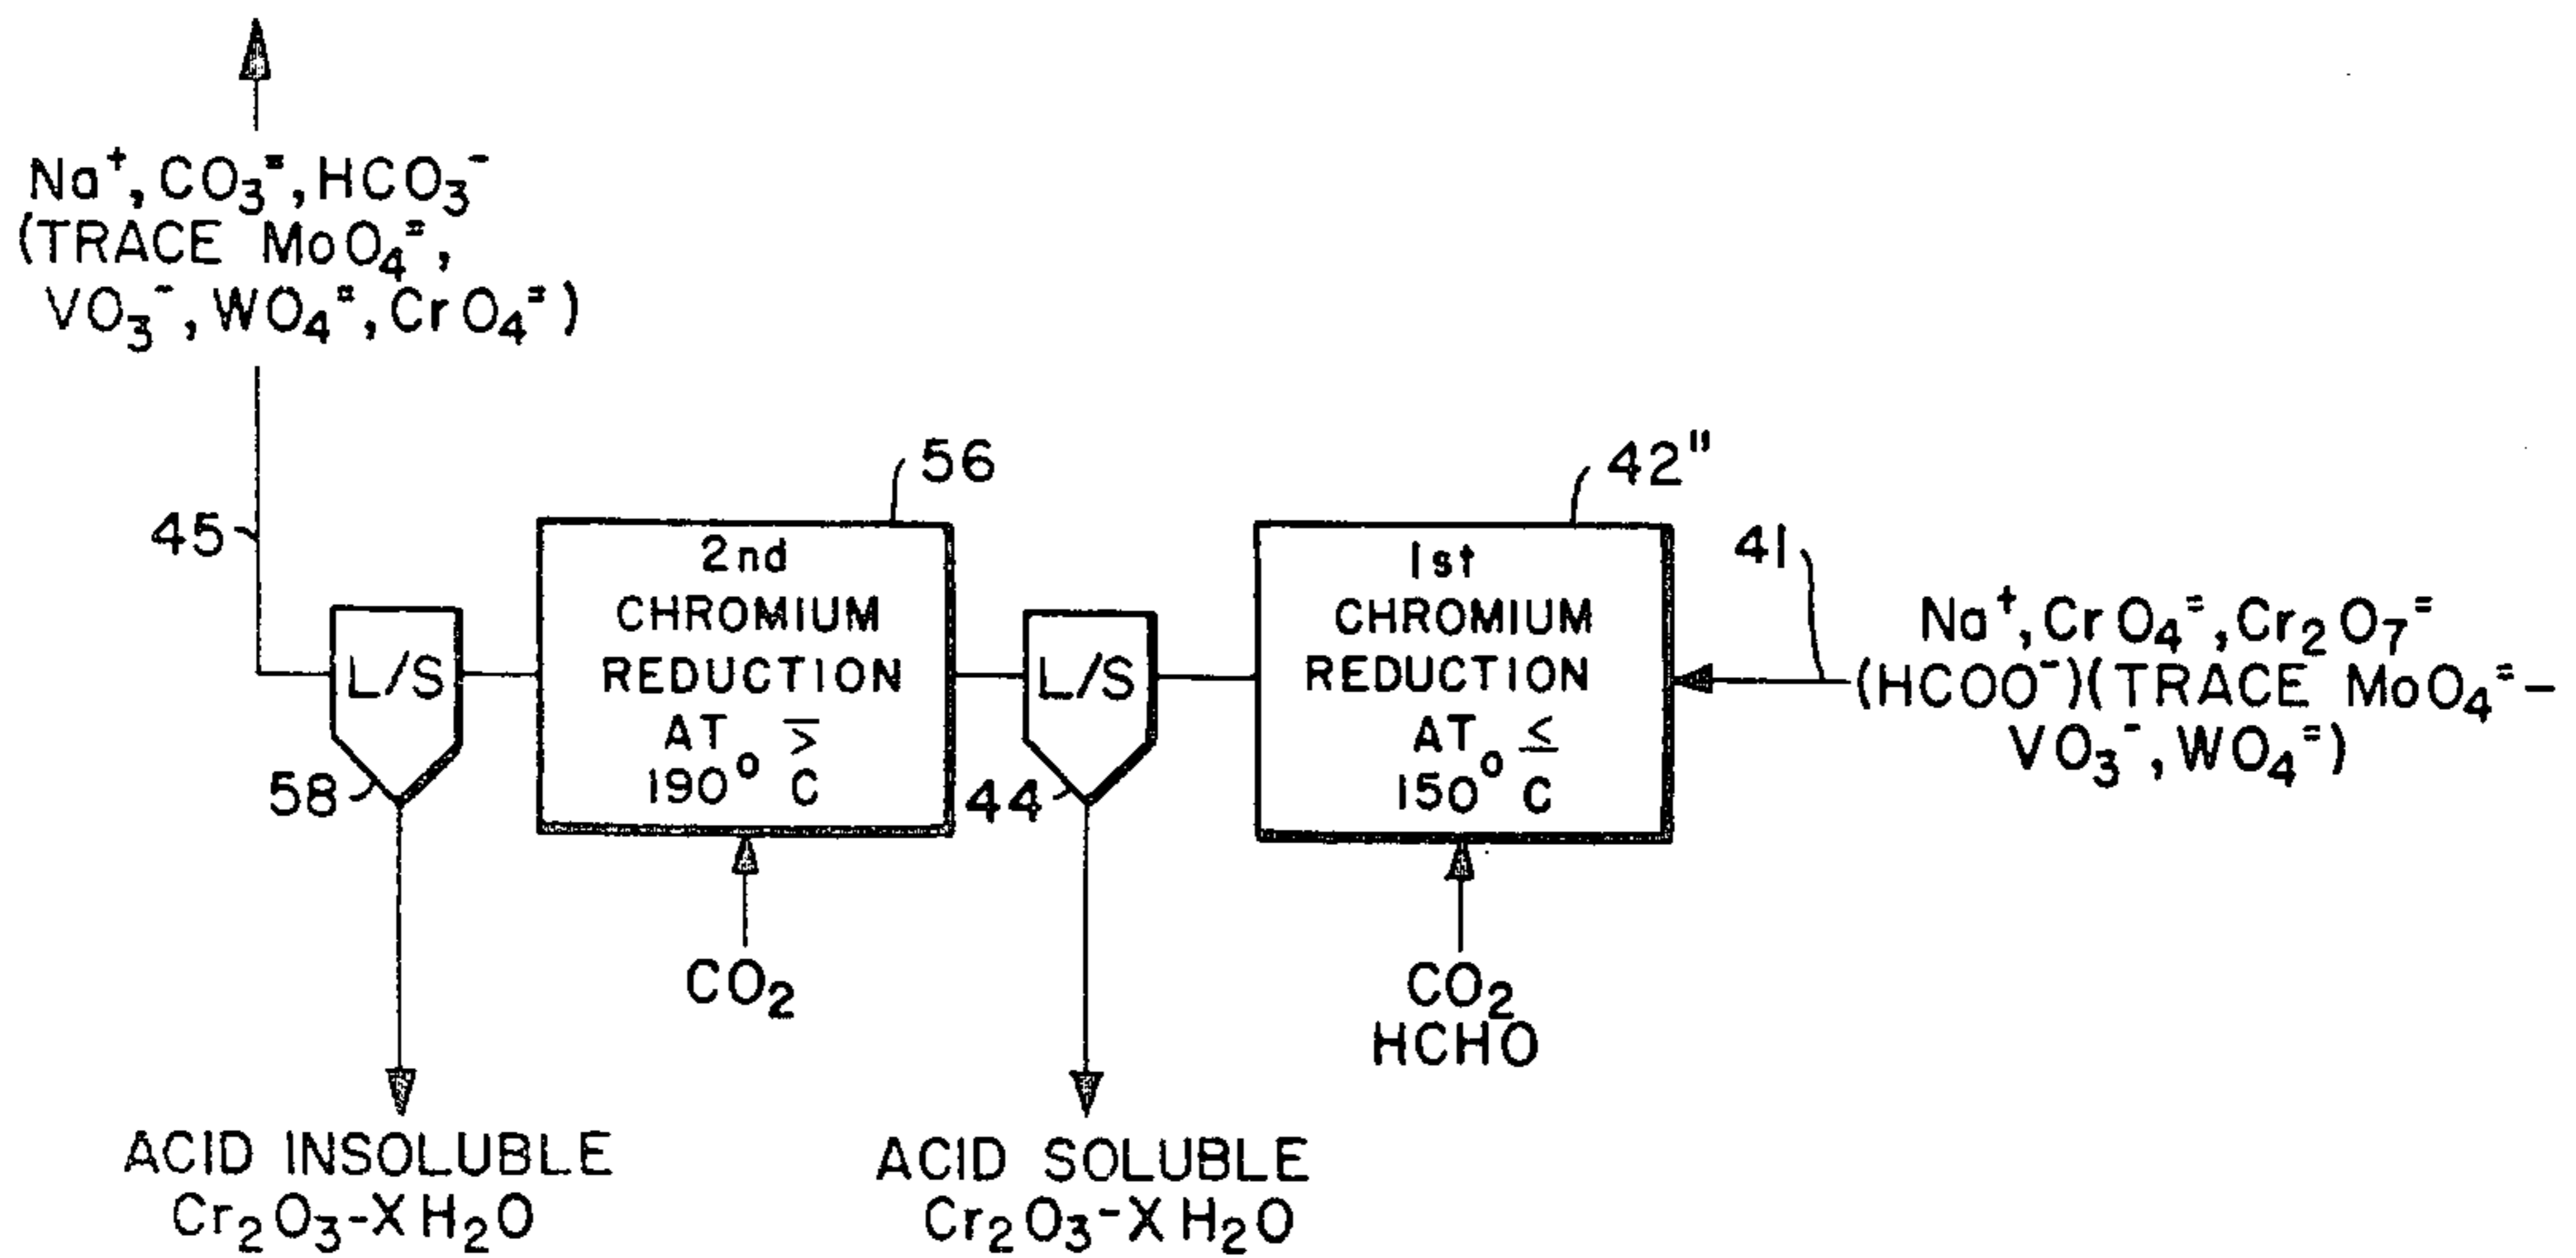 Na⁺, CO₃⁼, HCO₃⁻
(TRACE MoO₄⁼,
VO₃⁻, WO₄⁼, CrO₄⁼)
45
L/S
58
56
2nd
CHROMIUM
REDUCTION
AT ≥
190° C
CO₂
ACID INSOLUBLE
Cr₂O₃-XH₂O
L/S
44
ACID SOLUBLE
Cr₂O₃-XH₂O
42"
1st
CHROMIUM
REDUCTION
AT ≤
150° C
CO₂
HCHO
41
Na⁺, CrO₄⁼, Cr₂O₇⁼
(HCOO⁻)(TRACE MoO₄⁼-
VO₃⁻, WO₄⁼)